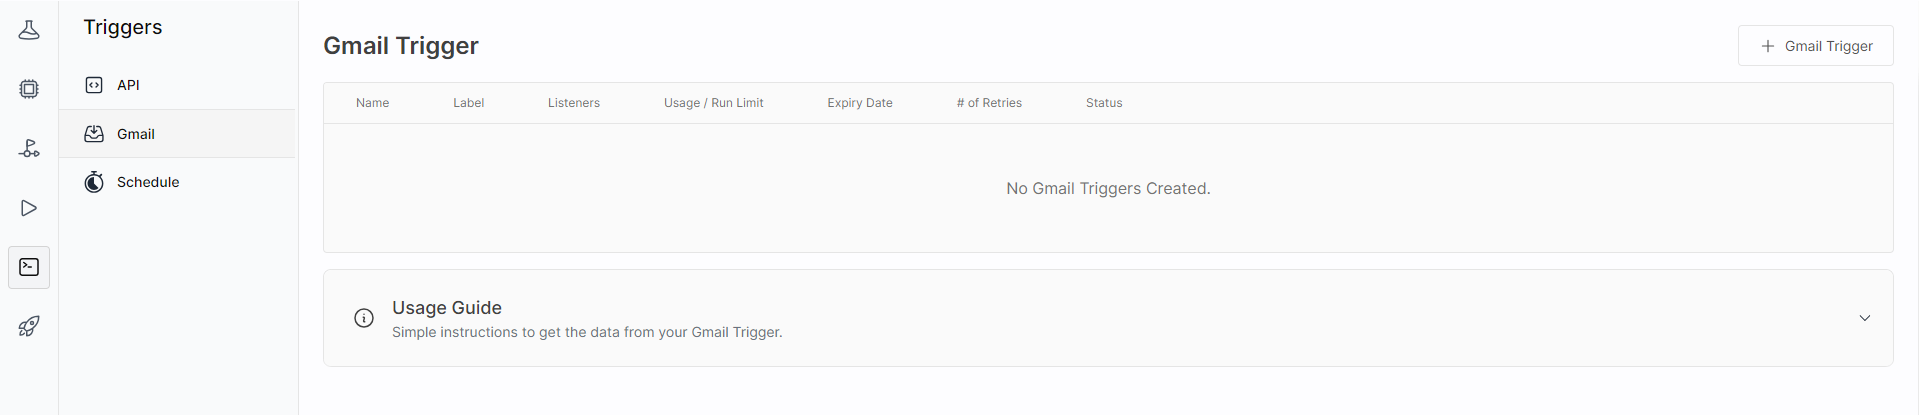 Triggers
API
Gmail
Schedule
Gmail Trigger
Gmail Trigger
Name Label Listeners Usage / Run Limit Expiry Date # of Retries Status
No Gmail Triggers Created.
Usage Guide
Simple instructions to get the data from your Gmail Trigger.